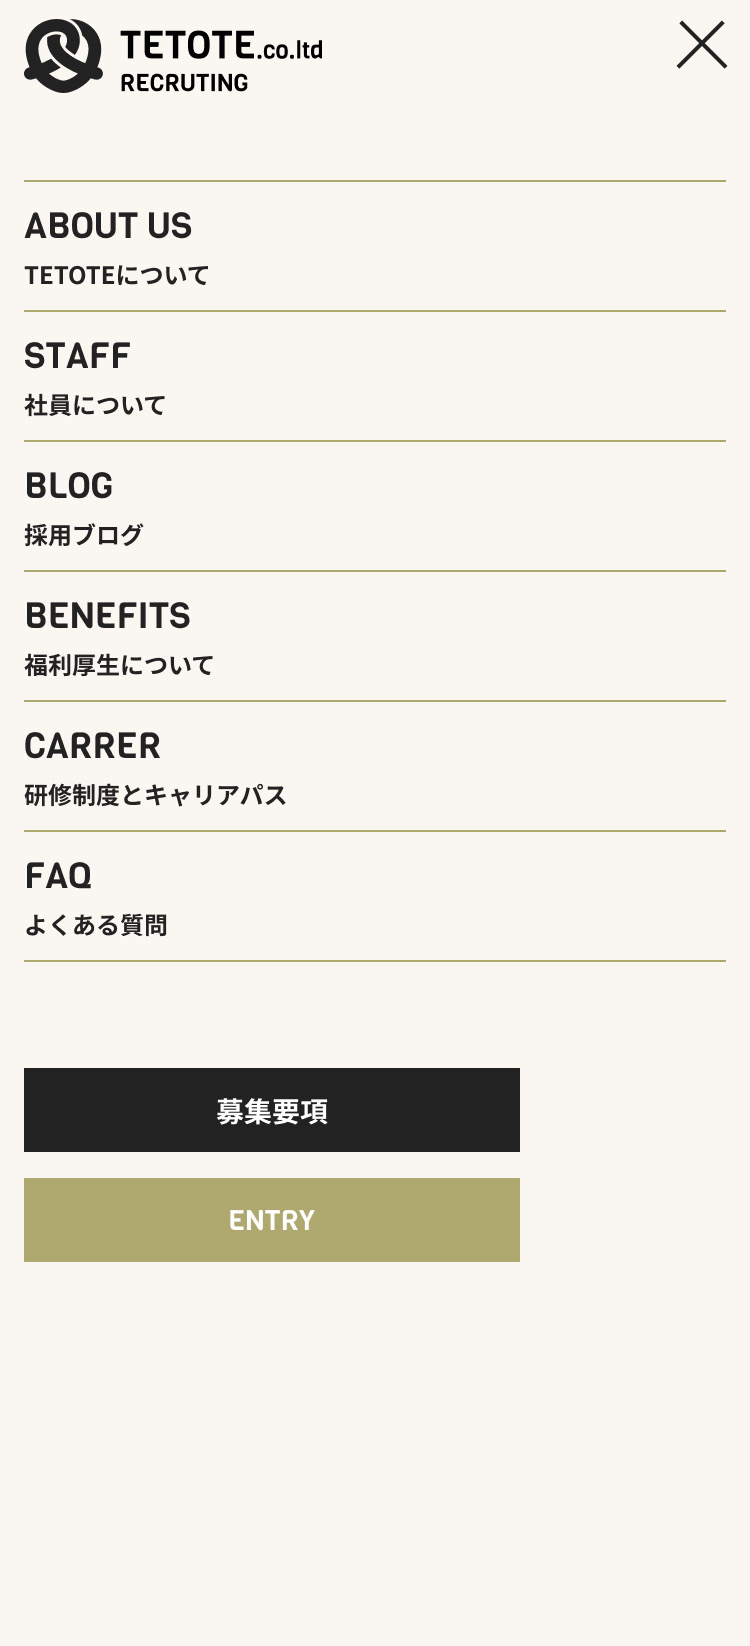 TETOTE.co.ltd
RECRUTING
ABOUT US
TETOTEについて
STAFF
社員について
BLOG
採用ブログ
BENEFITS
福利厚生について
CARRER
研修制度とキャリアパス
FAQ
よくある質問
募集要項
ENTRY